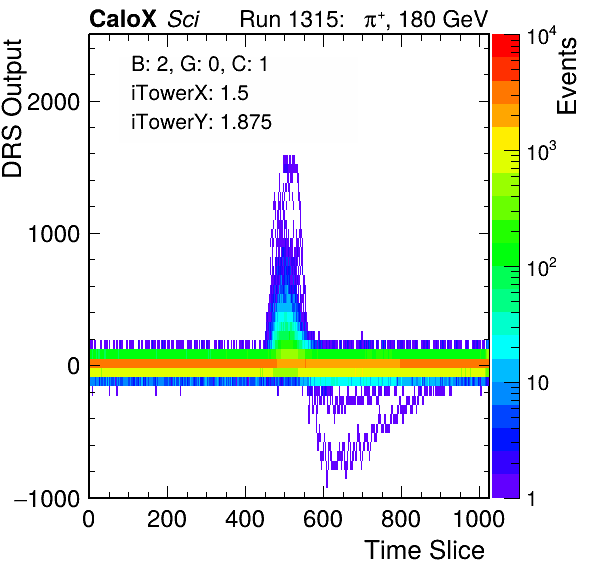 CaloX Sci Run 1315: π⁺, 180 GeV
B: 2, G: 0, C: 1
iTowerX: 1.5
iTowerY: 1.875
DRS Output
2000
1000
0
−1000
0 200 400 600 800 1000
Time Slice
Events
10⁴
10³
10²
10
1